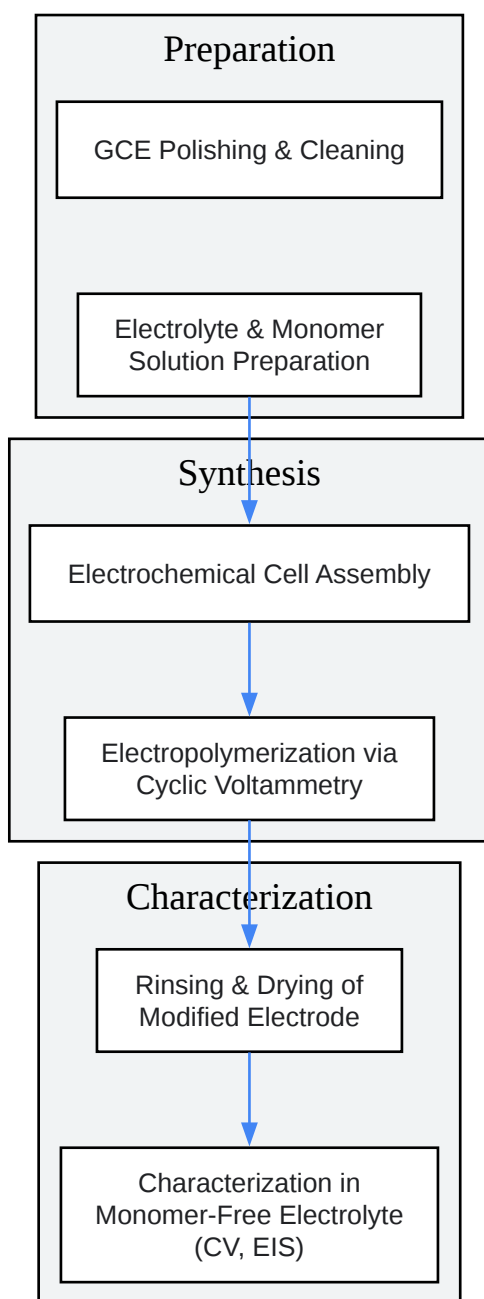 Preparation
GCE Polishing & Cleaning
Electrolyte & Monomer
Solution Preparation
Synthesis
Electrochemical Cell Assembly
Electropolymerization via
Cyclic Voltammetry
Characterization
Rinsing & Drying of
Modified Electrode
Characterization in
Monomer-Free Electrolyte
(CV, EIS)